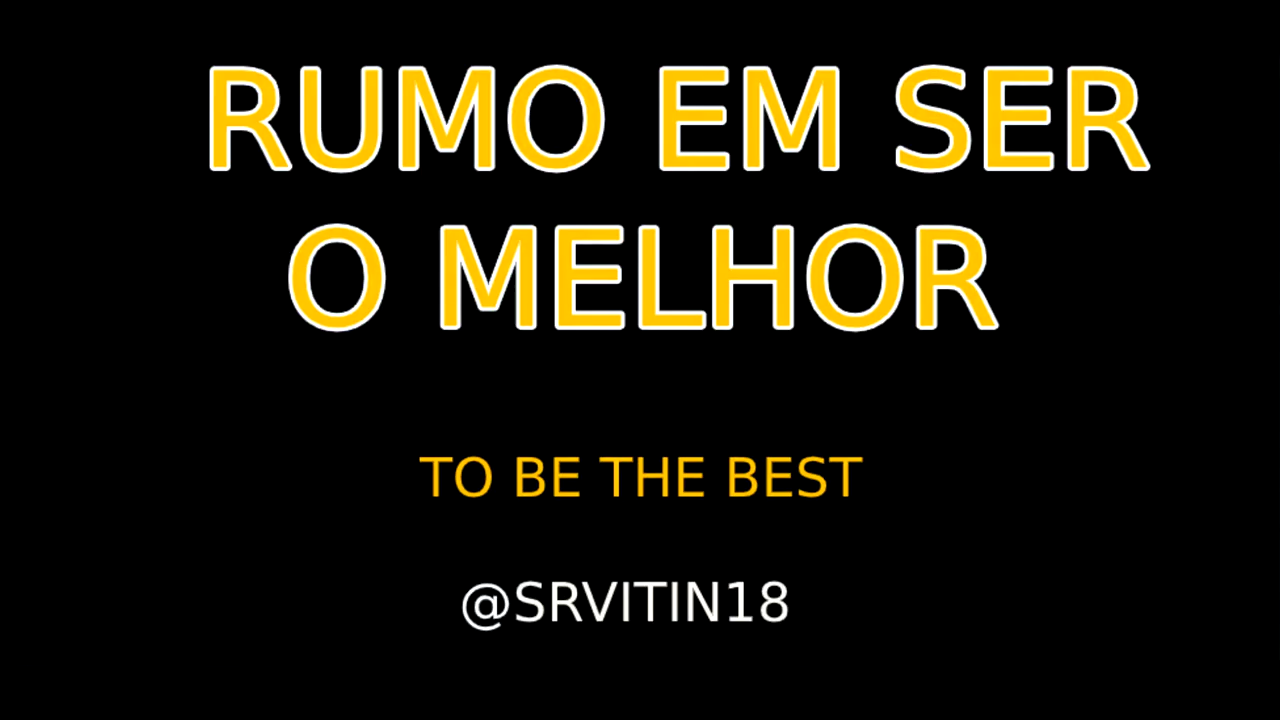 RUMO EM SER
O MELHOR
TO BE THE BEST
@SRVITIN18